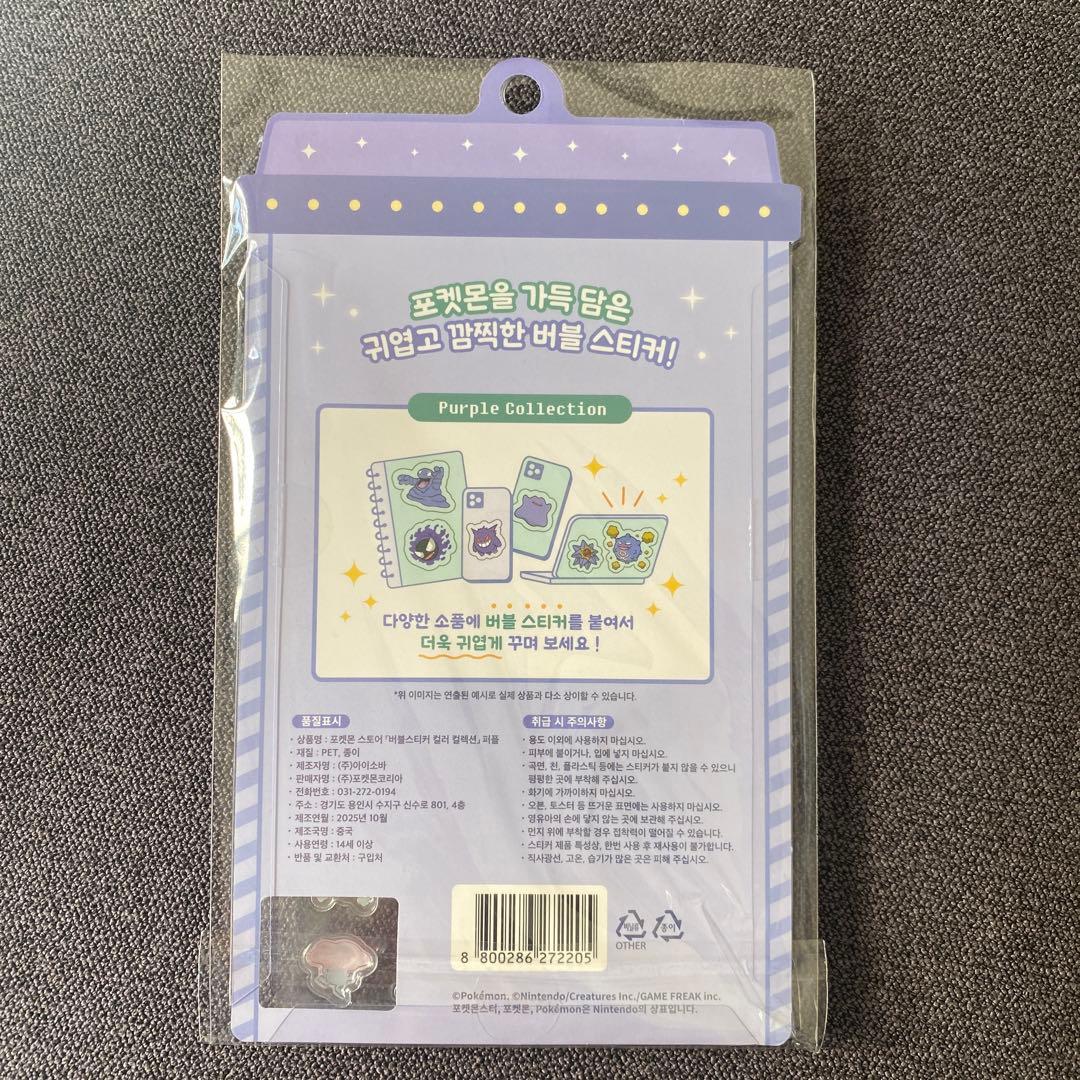 포켓몬을 가득 담은
귀엽고 깜찍한 버블 스티커!
Purple Collection
다양한 소품에 버블 스티커를 붙여서
더욱 귀엽게 꾸며 보세요!
*위 이미지는 연출된 예시로 실제 상품과 다소 상이할 수 있습니다.
품질표시
· 상품명 : 포켓몬 스토어 「버블스티커 컬러 컬렉션」 퍼플
· 재질 : PET, 종이
· 제조자명 : (주)아이소바
· 판매자명 : (주)포켓몬코리아
· 전화번호 : 031-272-0194
· 주소 : 경기도 용인시 수지구 신수로 801, 4층
· 제조연월 : 2025년 10월
· 제조국명 : 중국
· 사용연령 : 14세 이상
· 반품 및 교환처 : 구입처
취급 시 주의사항
· 용도 이외에 사용하지 마십시오.
· 피부에 붙이거나, 입에 넣지 마십시오.
· 곡면, 천, 플라스틱 등에는 스티커가 붙지 않을 수 있으니
평평한 곳에 부착해 주십시오.
· 화기에 가까이하지 마십시오.
· 오븐, 토스터 등 뜨거운 표면에는 사용하지 마십시오.
· 영유아의 손에 닿지 않는 곳에 보관해 주십시오.
· 먼지 위에 부착할 경우 접착력이 떨어질 수 있습니다.
· 스티커 제품 특성상, 한번 사용 후 재사용이 불가합니다.
· 직사광선, 고온, 습기가 많은 곳은 피해 주십시오.
8 800286 272205
비닐류
OTHER
종이
©Pokémon. ©Nintendo/Creatures Inc./GAME FREAK inc.
포켓몬스터, 포켓몬, Pokémon은 Nintendo의 상표입니다.